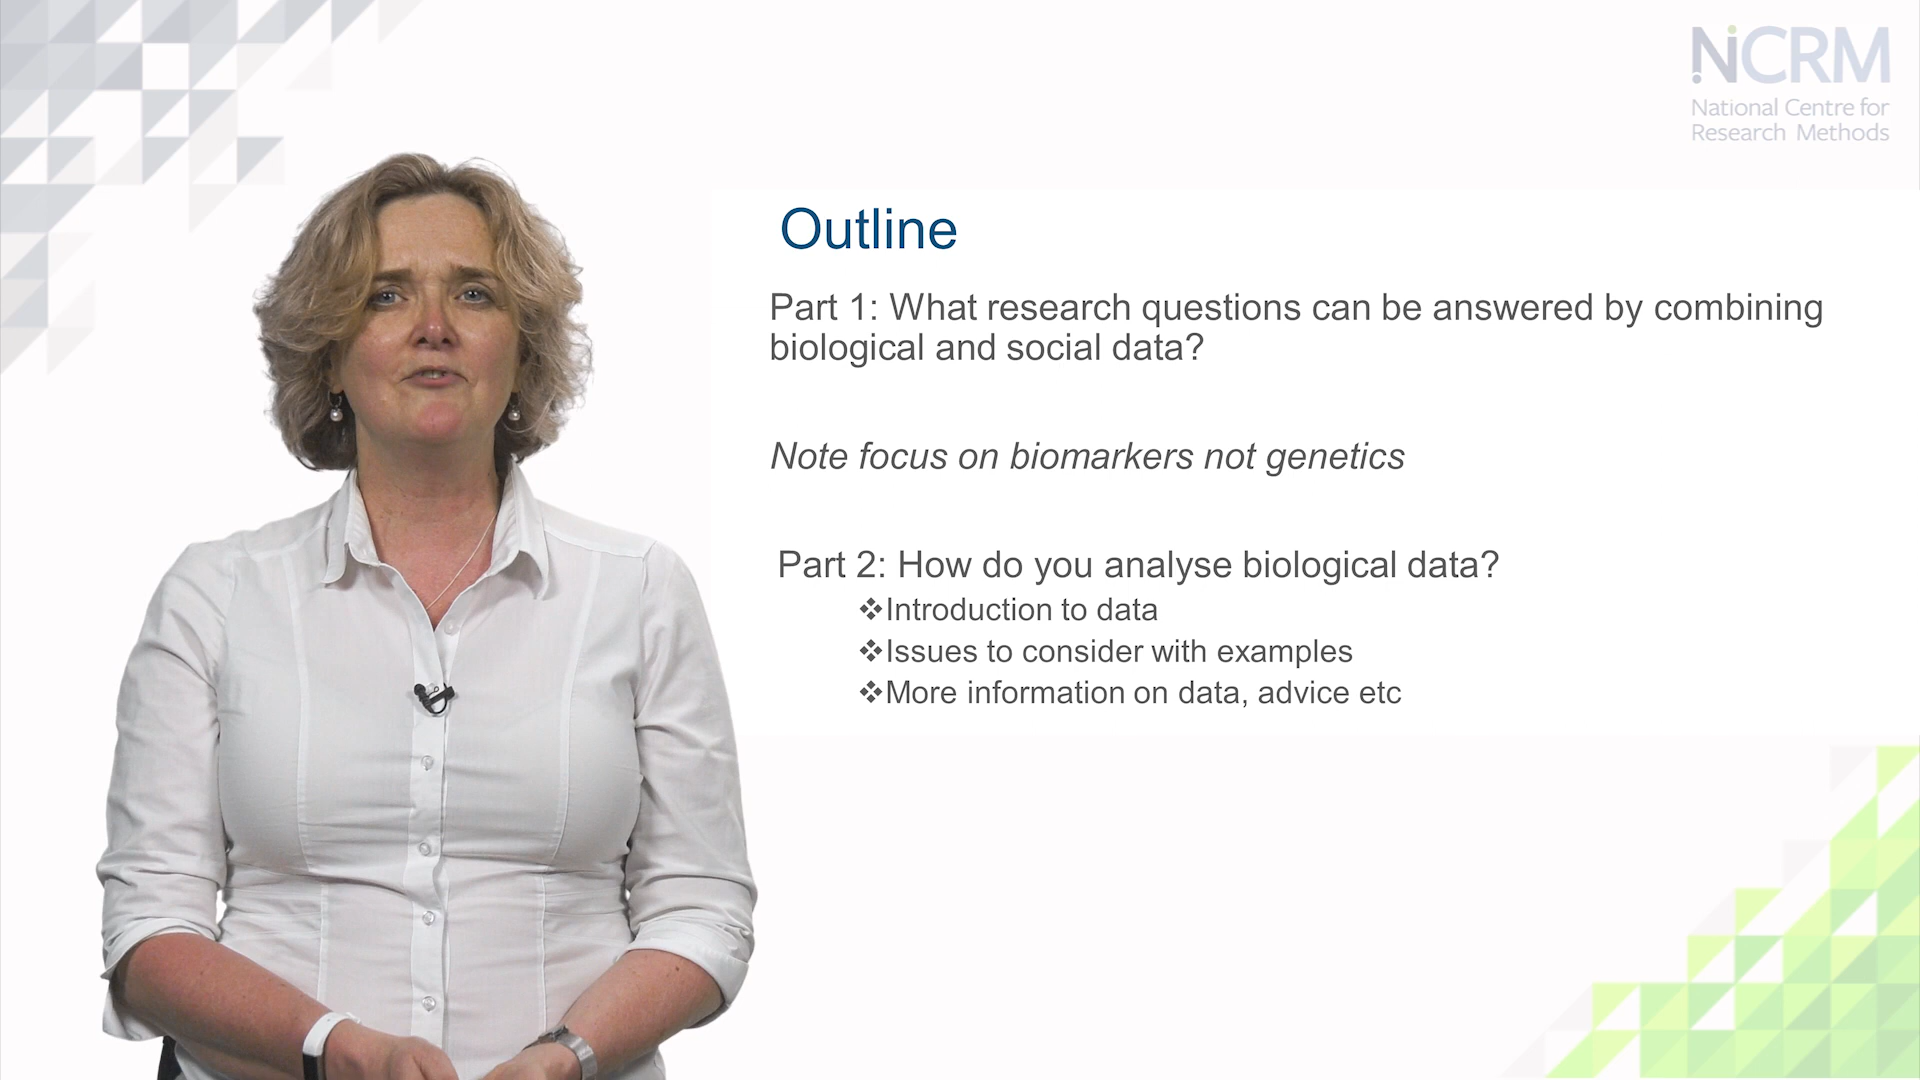 NCRM
National Centre for
Research Methods
Outline
Part 1: What research questions can be answered by combining
biological and social data?
Note focus on biomarkers not genetics
Part 2: How do you analyse biological data?
❖Introduction to data
❖Issues to consider with examples
❖More information on data, advice etc